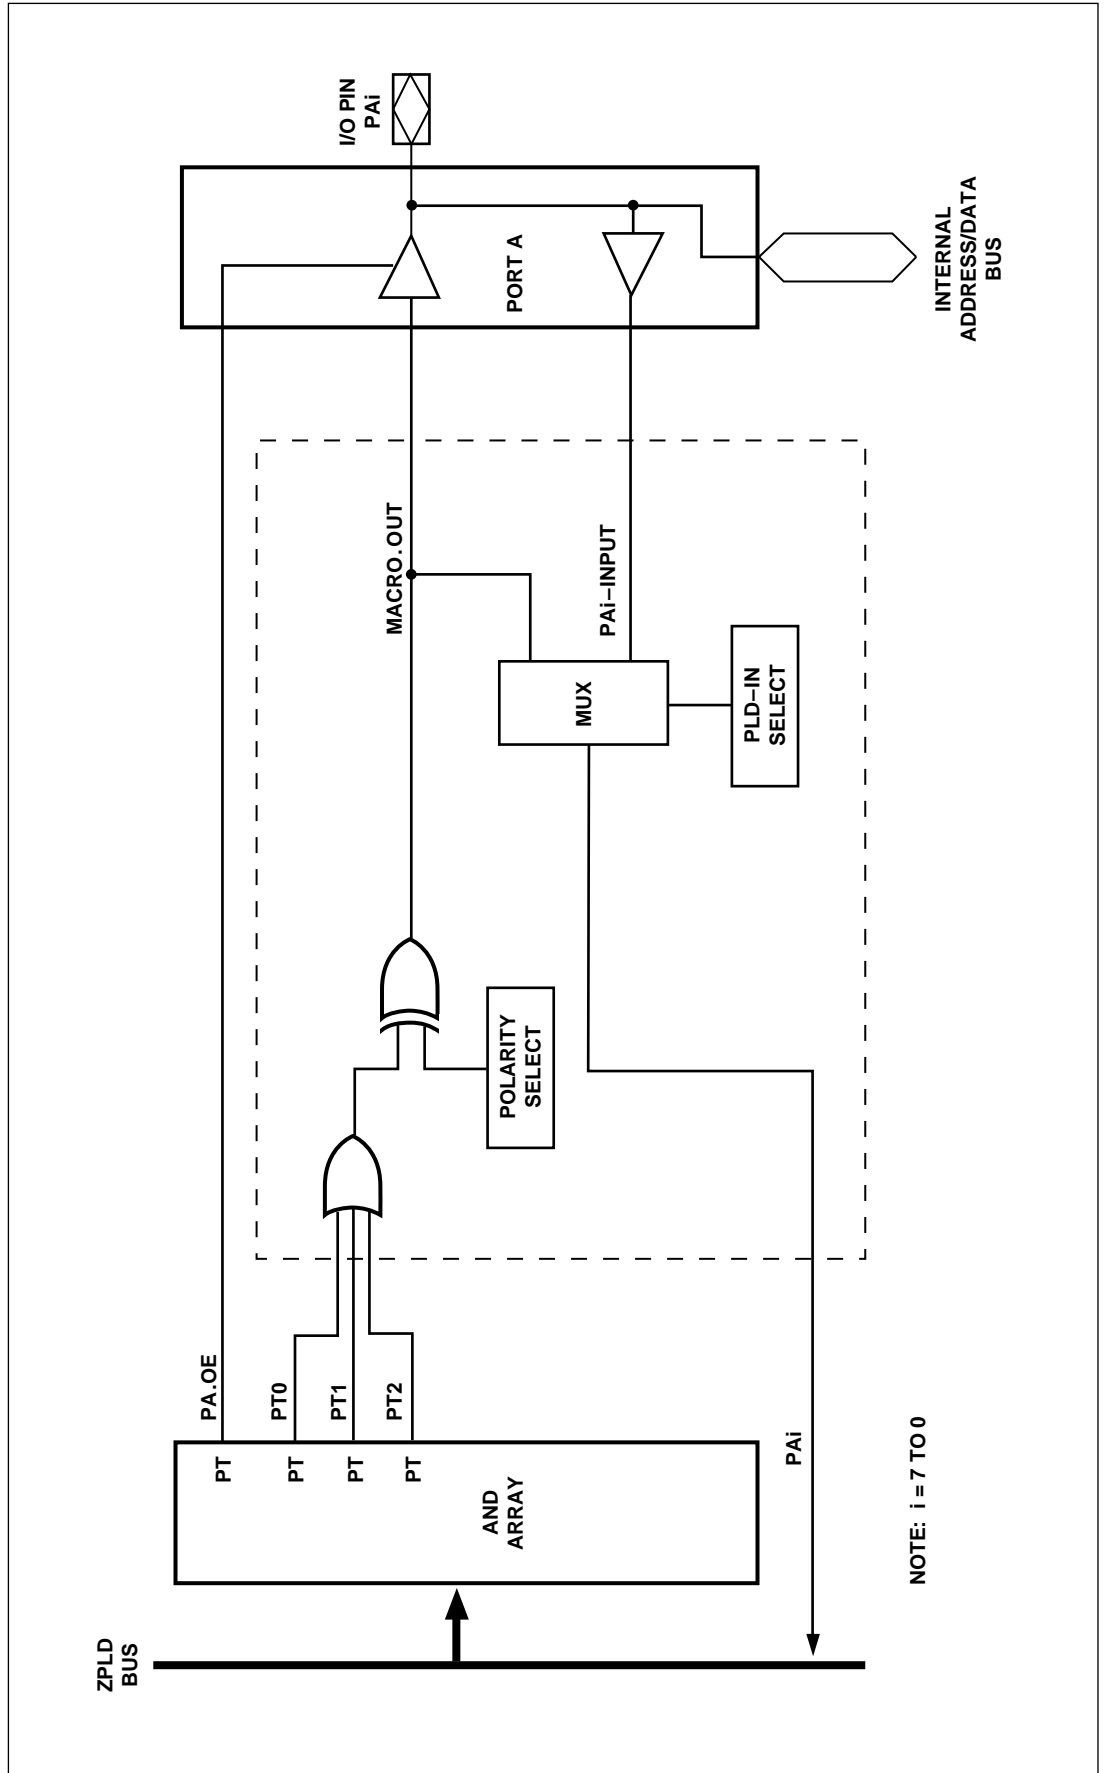 ZPLD
BUS
AND
ARRAY
PT
PT
PT
PT
PA.OE
PT0
PT1
PT2
POLARITY
SELECT
MACRO.OUT
MUX
PLD–IN
SELECT
PAi–INPUT
PORT A
I/O PIN
PAi
INTERNAL
ADDRESS/DATA
BUS
PAi
NOTE: i = 7 TO 0